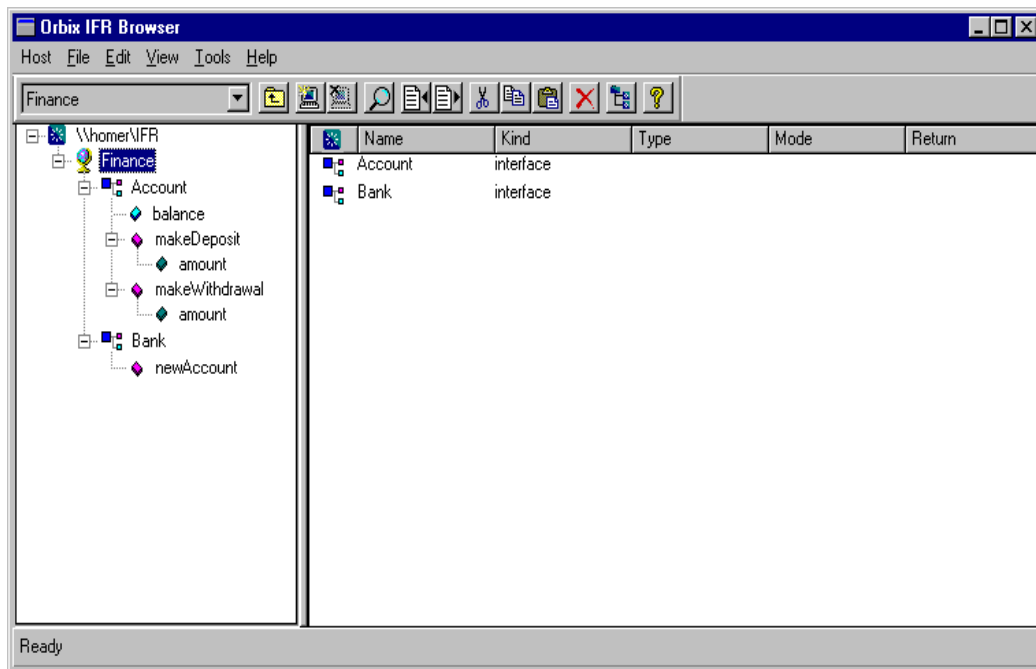 Orbix IFR Browser
Host File Edit View Tools Help
Finance
\\homer\IFR
Finance
Account
balance
makeDeposit
amount
makeWithdrawal
amount
Bank
newAccount
Name Kind Type Mode Return
Account interface
Bank interface
Ready